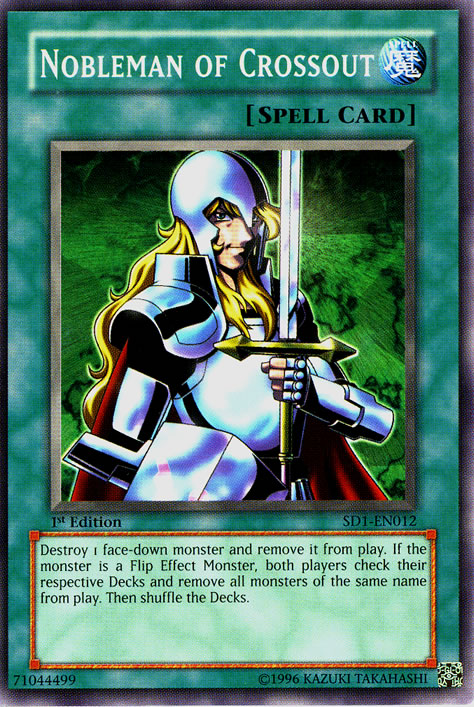 NOBLEMAN OF CROSSOUT
SPELL
魔
[SPELL CARD]
1st Edition
SD1-EN012
Destroy 1 face-down monster and remove it from play. If the
monster is a Flip Effect Monster, both players check their
respective Decks and remove all monsters of the same name
from play. Then shuffle the Decks.
71044499
©1996 KAZUKI TAKAHASHI